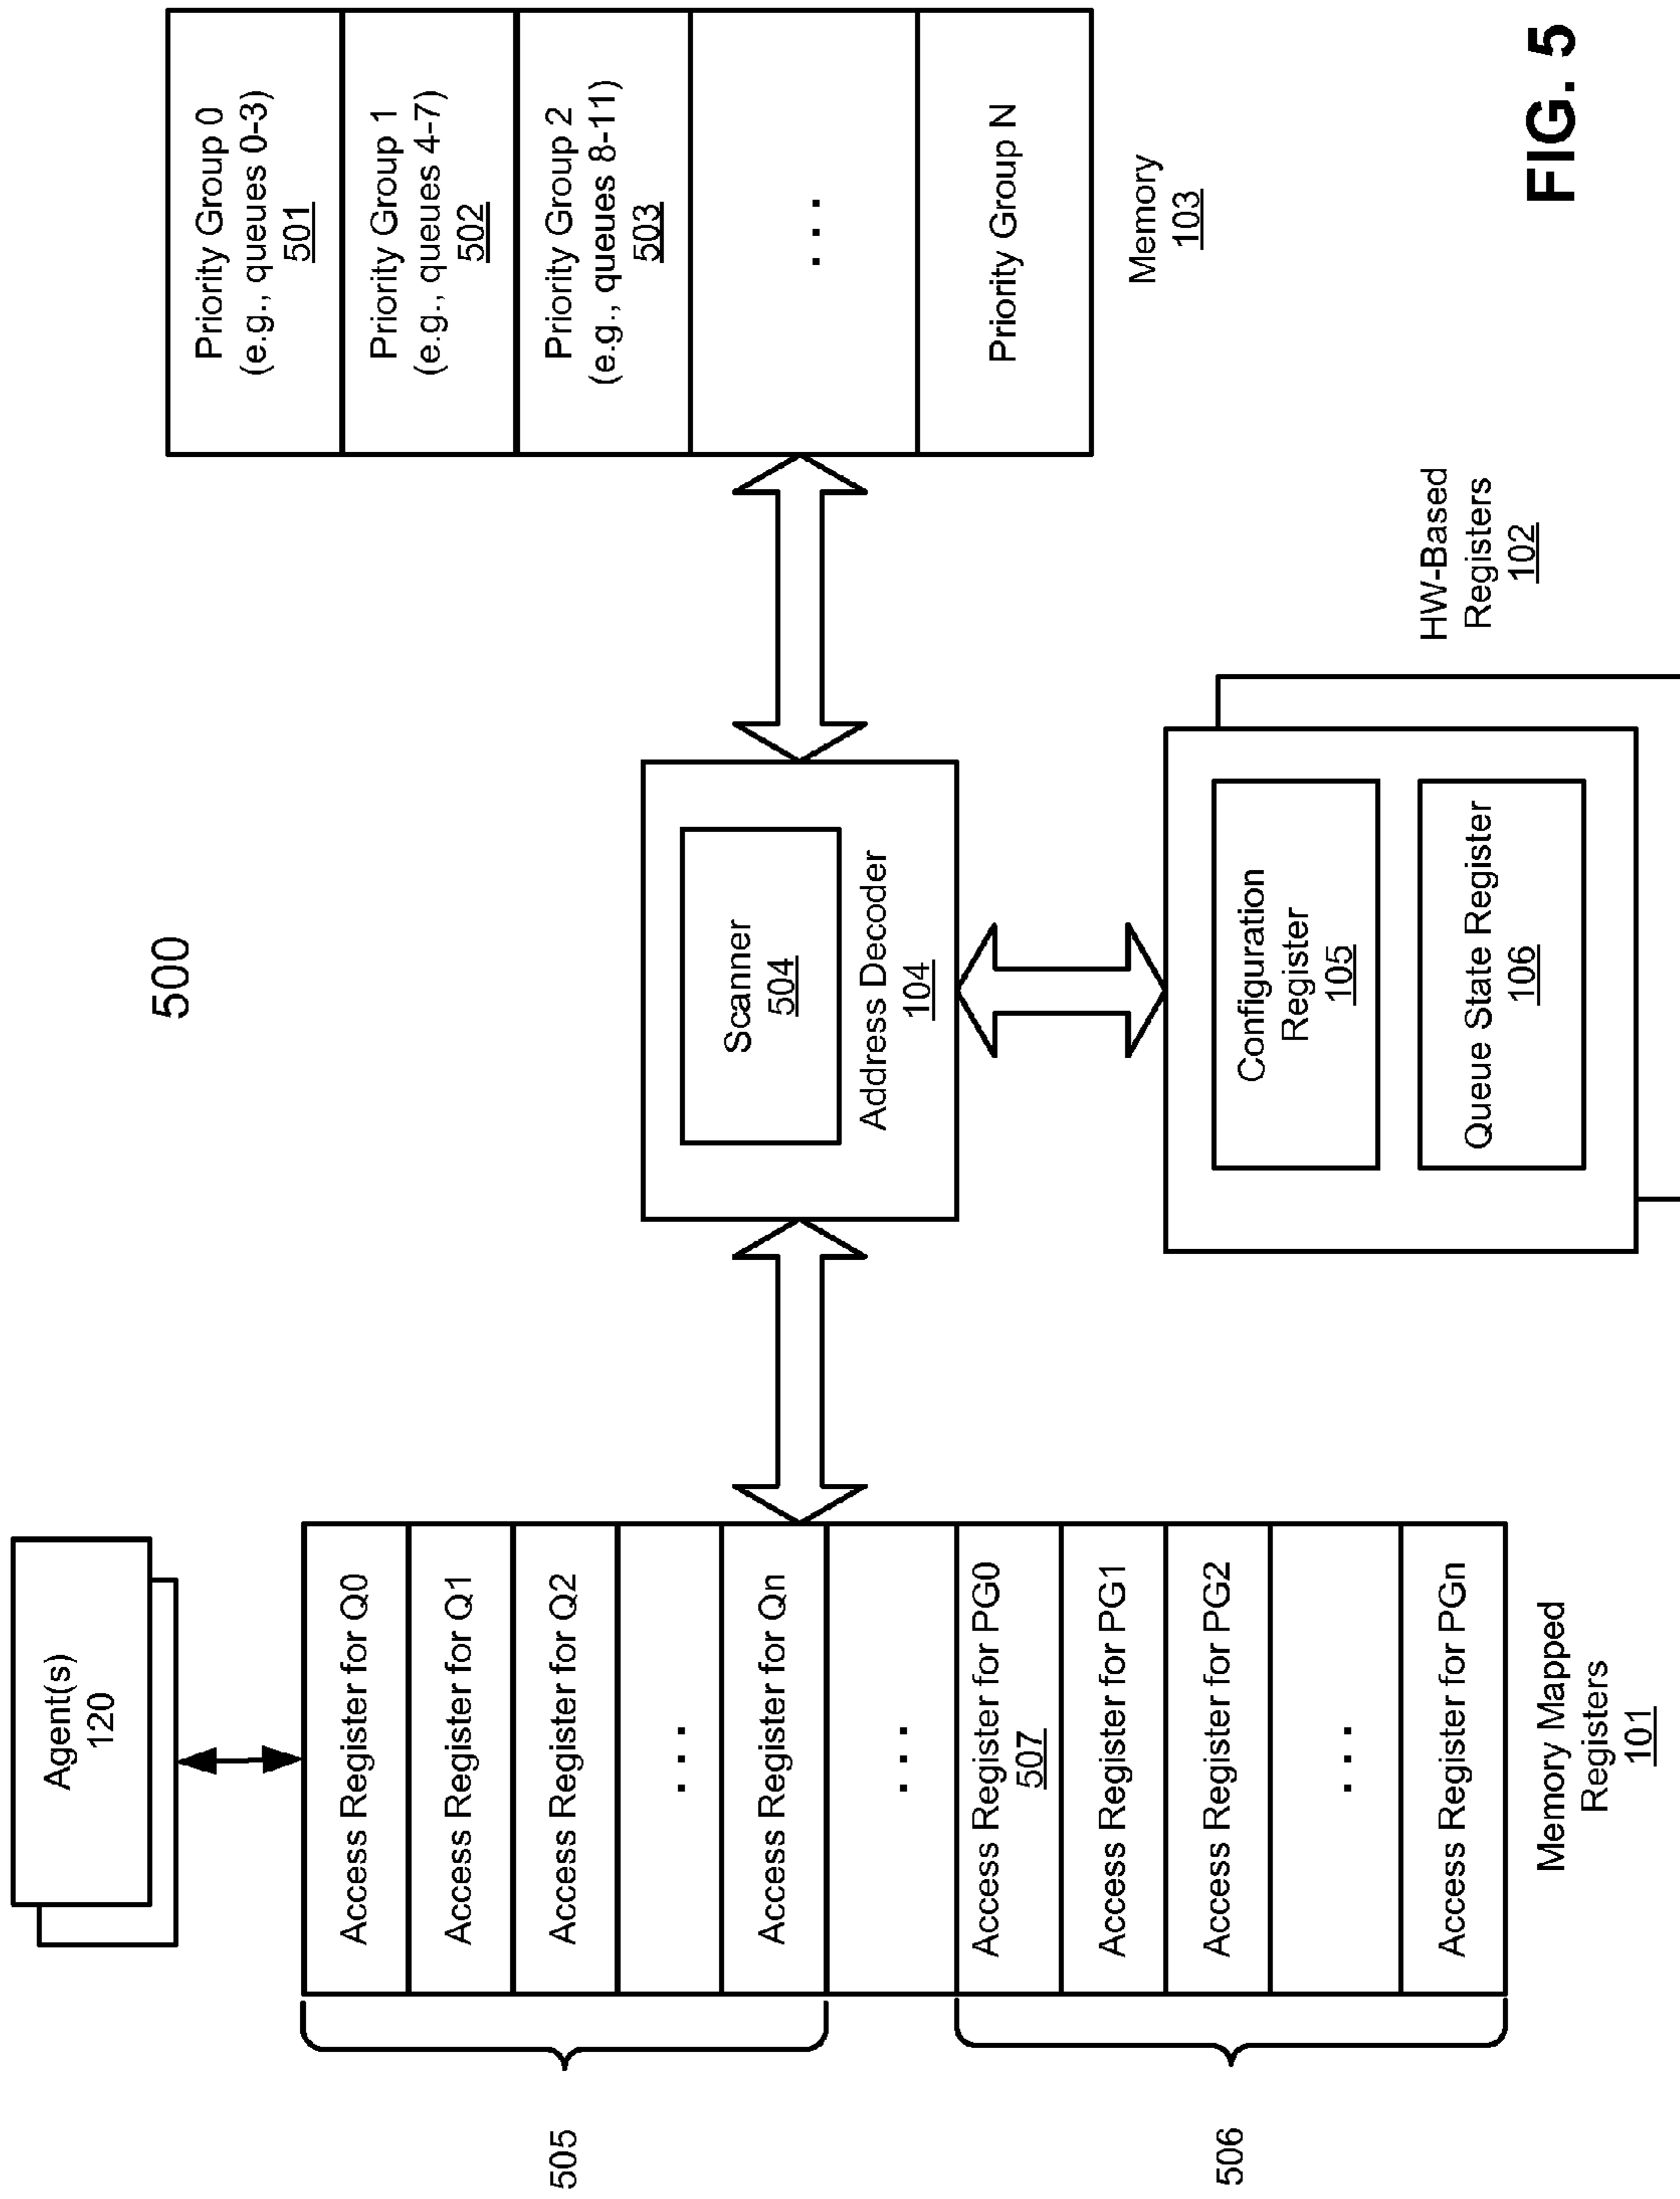 500
Agent(s)
120
Access Register for Q0
Access Register for Q1
Access Register for Q2
. . .
Access Register for Qn
. . .
Access Register for PG0
507
Access Register for PG1
Access Register for PG2
. . .
Access Register for PGn
505
506
Memory Mapped
Registers
101
Scanner
504
Address Decoder
104
Configuration
Register
105
Queue State Register
106
HW-Based
Registers
102
Priority Group 0
(e.g., queues 0-3)
501
Priority Group 1
(e.g., queues 4-7)
502
Priority Group 2
(e.g., queues 8-11)
503
. . .
Priority Group N
Memory
103
FIG. 5